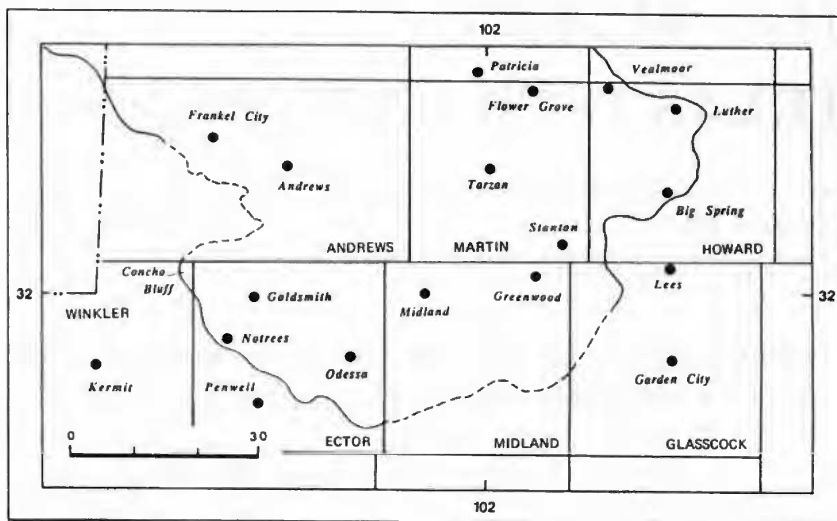 102
Patricia
Vealmoor
Flower Grove
Luther
Frankel City
Andrews
Tarzan
Big Spring
Stanton
ANDREWS
MARTIN
HOWARD
Concho
Bluff
32
Goldsmith
Midland
Greenwood
Lees
32
WINKLER
Notrees
Kermit
Penwell
Odessa
Garden City
0
30
ECTOR
MIDLAND
GLASSCOCK
102